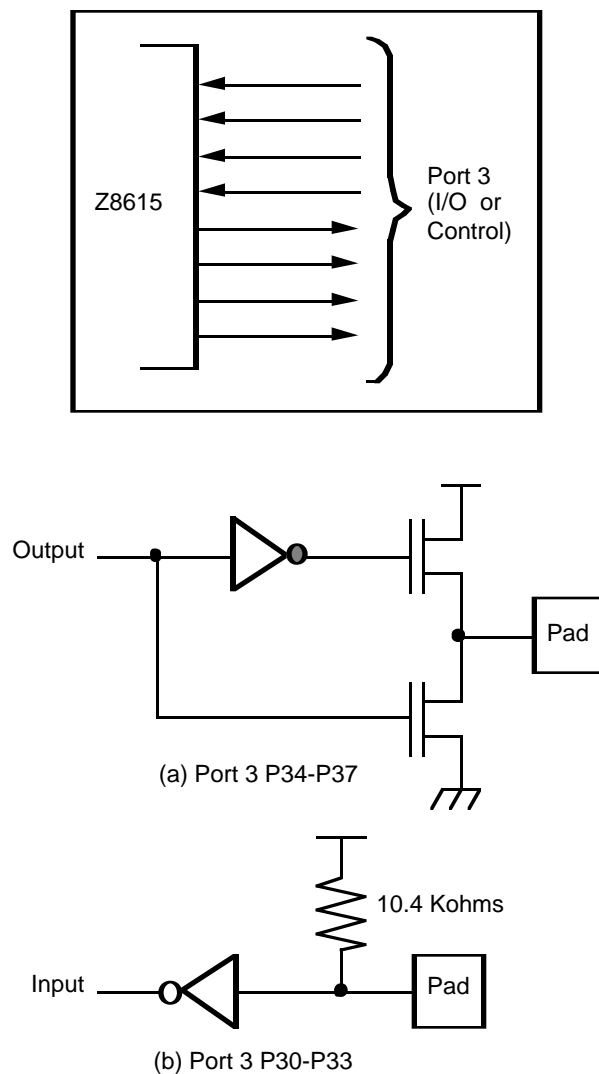 Z8615
Port 3
(I/O or
Control)
Output
Pad
(a) Port 3 P34-P37
10.4 Kohms
Input
Pad
(b) Port 3 P30-P33